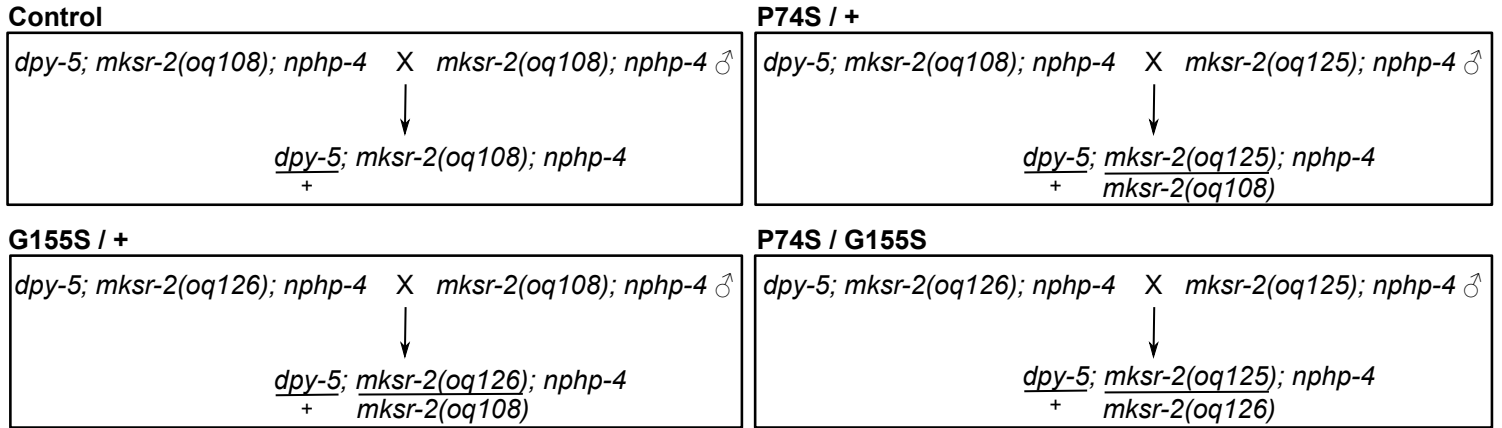 Control
dpy-5; mksr-2(oq108); nphp-4 X mksr-2(oq108); nphp-4 ♂
dpy-5; mksr-2(oq108); nphp-4
+
P74S / +
dpy-5; mksr-2(oq108); nphp-4 X mksr-2(oq125); nphp-4 ♂
dpy-5; mksr-2(oq125); nphp-4
+ mksr-2(oq108)
G155S / +
dpy-5; mksr-2(oq126); nphp-4 X mksr-2(oq108); nphp-4 ♂
dpy-5; mksr-2(oq126); nphp-4
+ mksr-2(oq108)
P74S / G155S
dpy-5; mksr-2(oq126); nphp-4 X mksr-2(oq125); nphp-4 ♂
dpy-5; mksr-2(oq125); nphp-4
+ mksr-2(oq126)